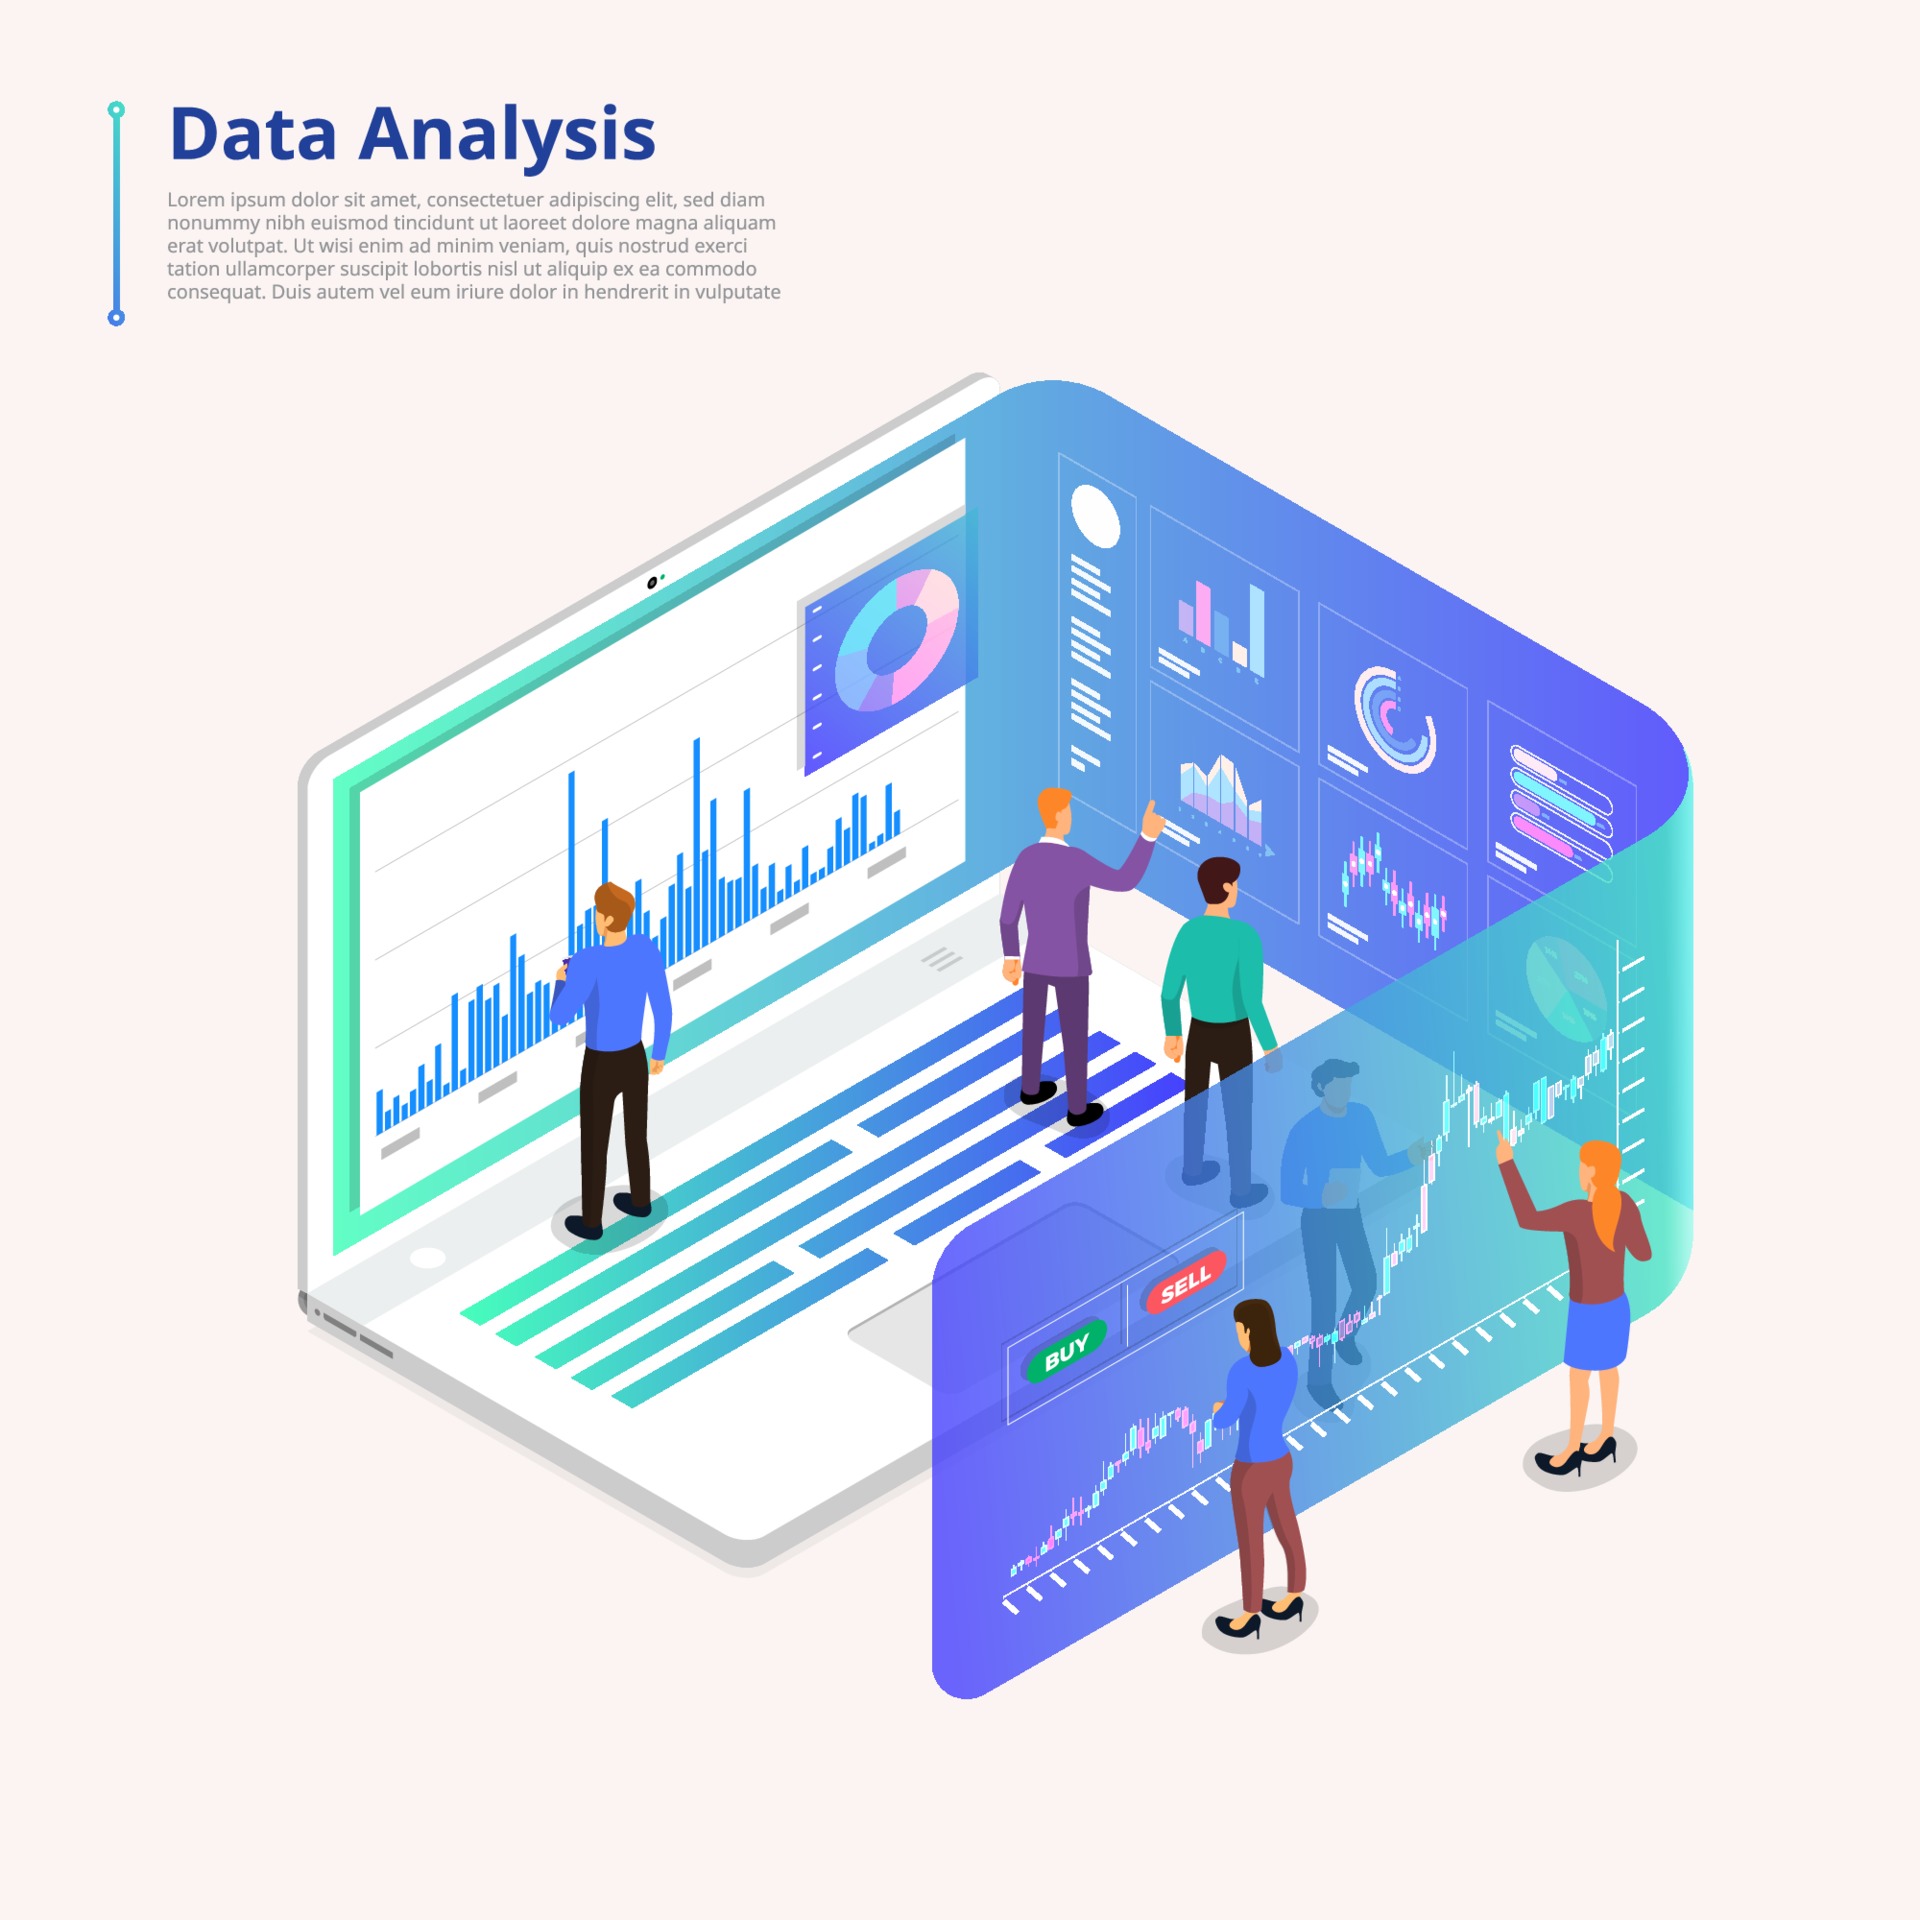 Data Analysis
Lorem ipsum dolor sit amet, consectetuer adipiscing elit, sed diam
nonummy nibh euismod tincidunt ut laoreet dolore magna aliquam
erat volutpat. Ut wisi enim ad minim veniam, quis nostrud exerci
tation ullamcorper suscipit lobortis nisl ut aliquip ex ea commodo
consequat. Duis autem vel eum iriure dolor in hendrerit in vulputate
SELL
BUY